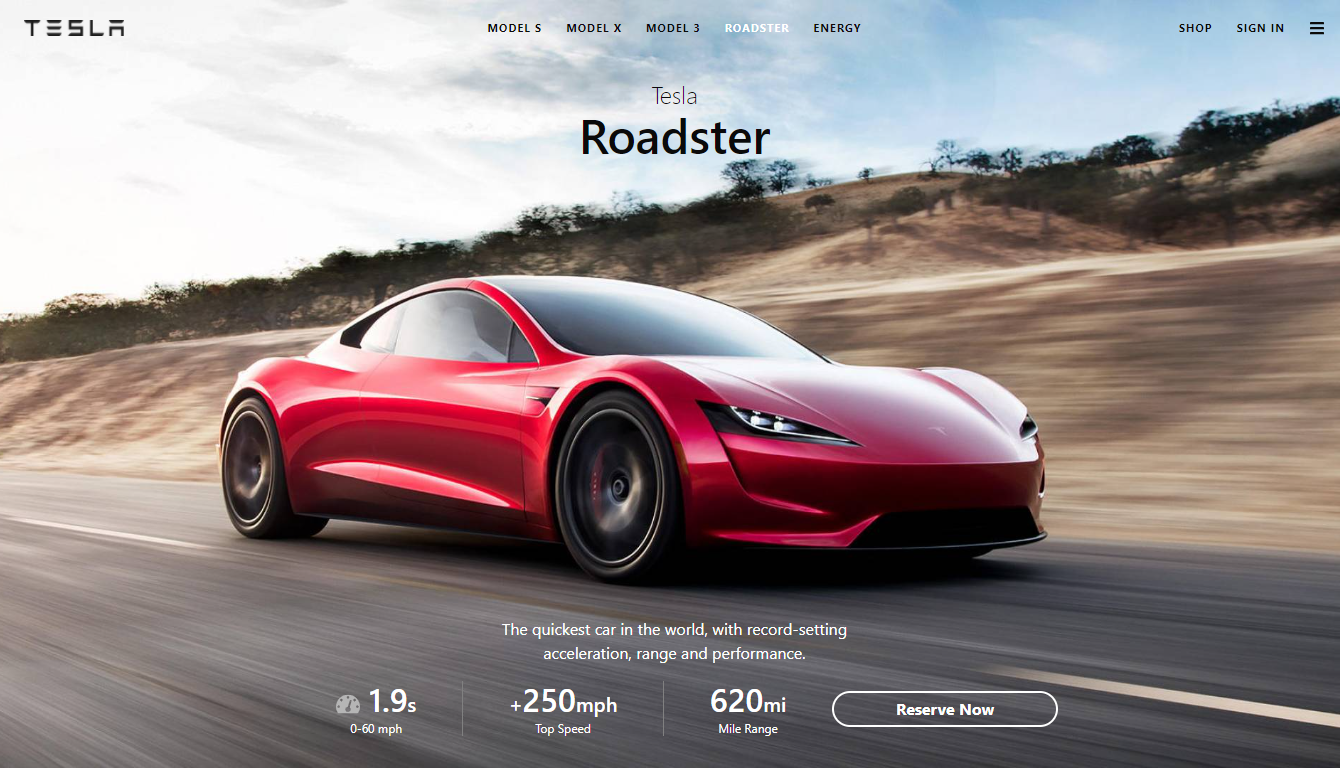 TESLA
MODEL S MODEL X MODEL 3 ROADSTER ENERGY
SHOP SIGN IN
Tesla
Roadster
The quickest car in the world, with record-setting
acceleration, range and performance.
1.9s
0-60 mph
+250mph
Top Speed
620mi
Mile Range
Reserve Now